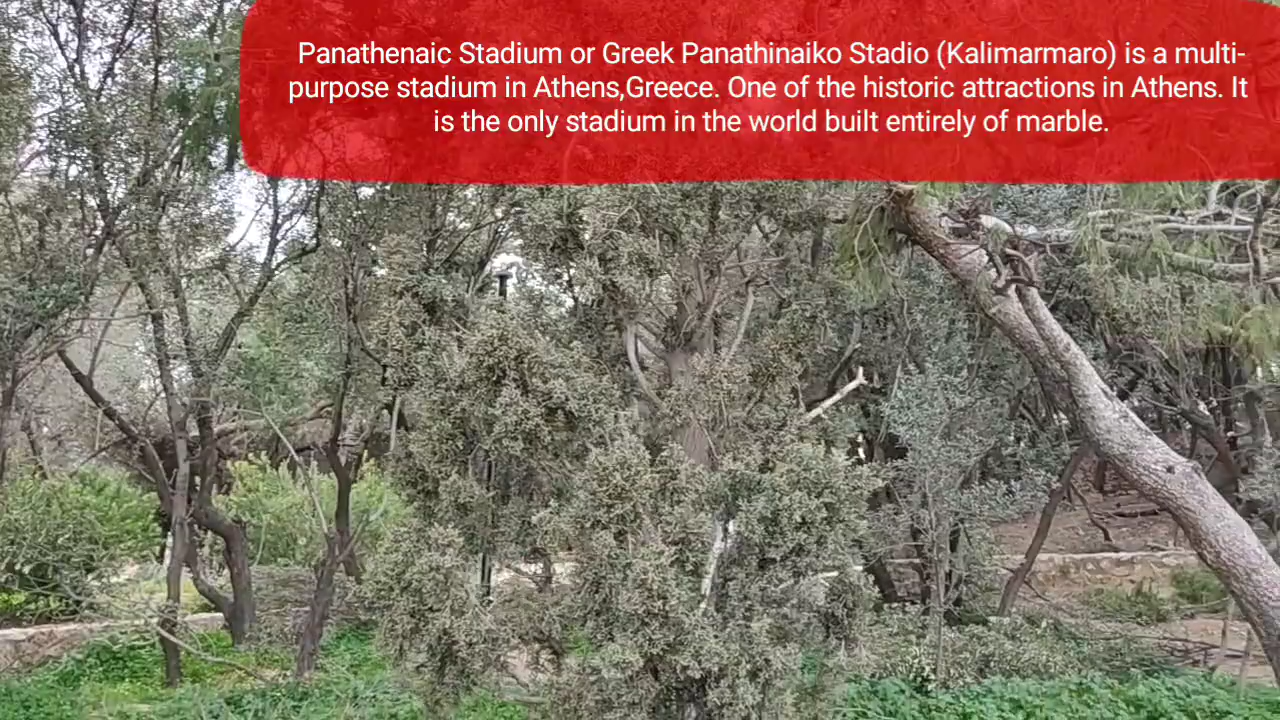 Panathenaic Stadium or Greek Panathinaiko Stadio (Kalimarmaro) is a multi-
purpose stadium in Athens,Greece. One of the historic attractions in Athens. It
is the only stadium in the world built entirely of marble.